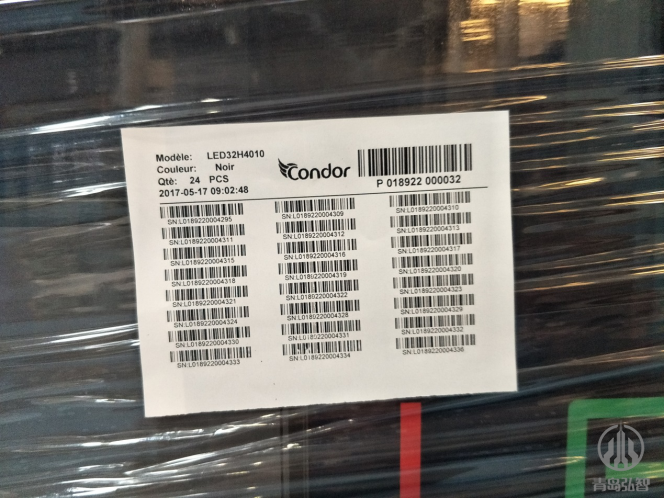 Modèle: LED32H4010
Couleur: Noir
Qtè: 24 PCS
2017-05-17 09:02:48
Condor
P 018922 000032
SN:L0189220004295 SN:L0189220004309 SN:L0189220004310
SN:L0189220004311 SN:L0189220004312 SN:L0189220004313
SN:L0189220004315 SN:L0189220004316 SN:L0189220004317
SN:L0189220004318 SN:L0189220004319 SN:L0189220004320
SN:L0189220004321 SN:L0189220004322 SN:L0189220004323
SN:L0189220004324 SN:L0189220004328 SN:L0189220004329
SN:L0189220004330 SN:L0189220004331 SN:L0189220004332
SN:L0189220004333 SN:L0189220004334 SN:L0189220004336
青岛弘智